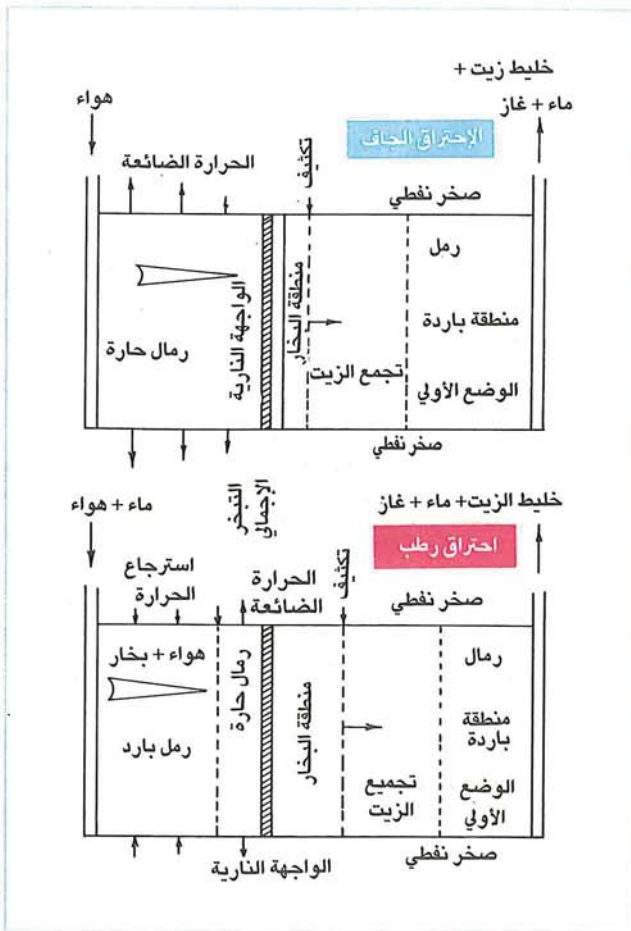 خليط زيت +
ماء + غاز
هواء
الإحتراق الجاف
الحرارة الضائعة
تكثيف
صخر نفطي
رمل
منطقة البخار
الواجهة النارية
منطقة باردة
رمال حارة
تجمع الزيت
الوضع الأولي
صخر نفطي
خليط الزيت+ ماء + غاز
التبخر
الإجمالي
ماء + هواء
احتراق رطب
تكثيف
استرجاع
الحرارة
الحرارة
الضائعة
صخر نفطي
هواء + بخار
رمال حارة
رمال
منطقة البخار
منطقة
باردة
رمل بارد
تجميع
الزيت
الوضع
الأولي
صخر نفطي
الواجهة النارية